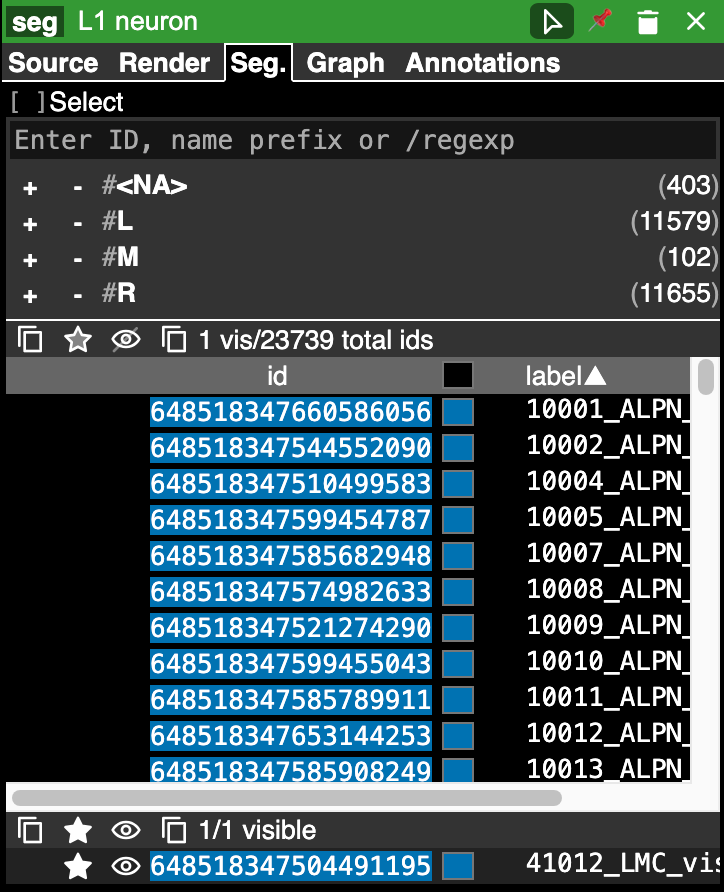 seg L1 neuron
Source Render Seg. Graph Annotations
[ ]Select
Enter ID, name prefix or /regexp
+ - #<NA> (403)
+ - #L (11579)
+ - #M (102)
+ - #R (11655)
1 vis/23739 total ids
id label▲
648518347660586056 10001_ALPN_
648518347544552090 10002_ALPN_
648518347510499583 10004_ALPN_
648518347599454787 10005_ALPN_
648518347585682948 10007_ALPN_
648518347574982633 10008_ALPN_
648518347521274290 10009_ALPN_
648518347599455043 10010_ALPN_
648518347585789911 10011_ALPN_
648518347653144253 10012_ALPN_
648518347585908249 10013_ALPN_
1/1 visible
648518347504491195 41012_LMC_vis